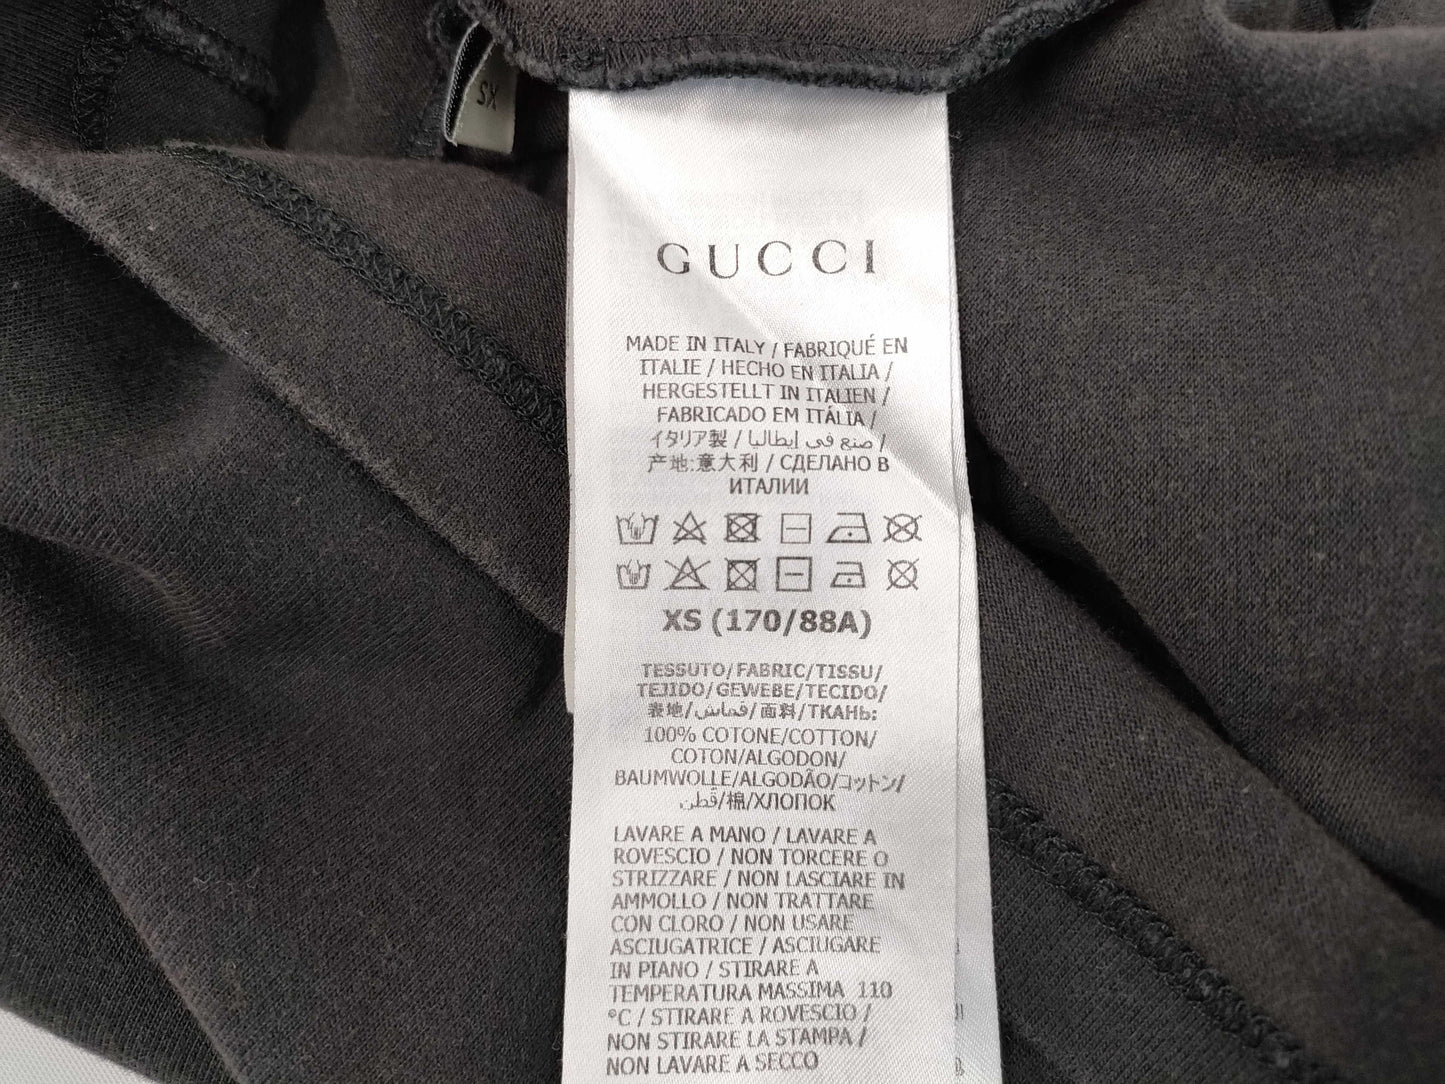 XS
GUCCI
MADE IN ITALY / FABRIQUÉ EN
ITALIE / HECHO EN ITALIA /
HERGESTELLT IN ITALIEN /
FABRICADO EM ITÁLIA /
イタリア製 / صنع في إيطاليا /
产地:意大利 / СДЕЛАНО В
ИТАЛИИ
XS (170/88A)
TESSUTO/FABRIC/TISSU/
TEJIDO/GEWEBE/TECIDO/
表地/قماش/面料/ТКАНЬ:
100% COTONE/COTTON/
COTON/ALGODON/
BAUMWOLLE/ALGODÃO/コットン/
قطن/棉/ХЛОПОК
LAVARE A MANO / LAVARE A
ROVESCIO / NON TORCERE O
STRIZZARE / NON LASCIARE IN
AMMOLLO / NON TRATTARE
CON CLORO / NON USARE
ASCIUGATRICE / ASCIUGARE
IN PIANO / STIRARE A
TEMPERATURA MASSIMA 110
°C / STIRARE A ROVESCIO /
NON STIRARE LA STAMPA /
NON LAVARE A SECCO